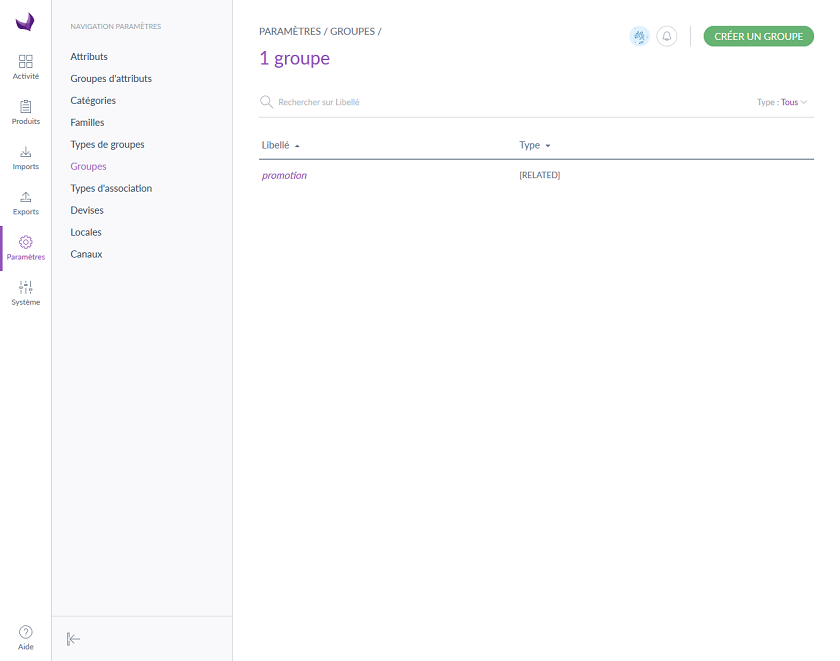 Activité
Produits
Imports
Exports
Paramètres
Système
Aide
NAVIGATION PARAMÈTRES
Attributs
Groupes d'attributs
Catégories
Familles
Types de groupes
Groupes
Types d'association
Devises
Locales
Canaux
PARAMÈTRES / GROUPES /
CRÉER UN GROUPE
1 groupe
Rechercher sur Libellé
Type : Tous
Libellé Type
promotion [RELATED]